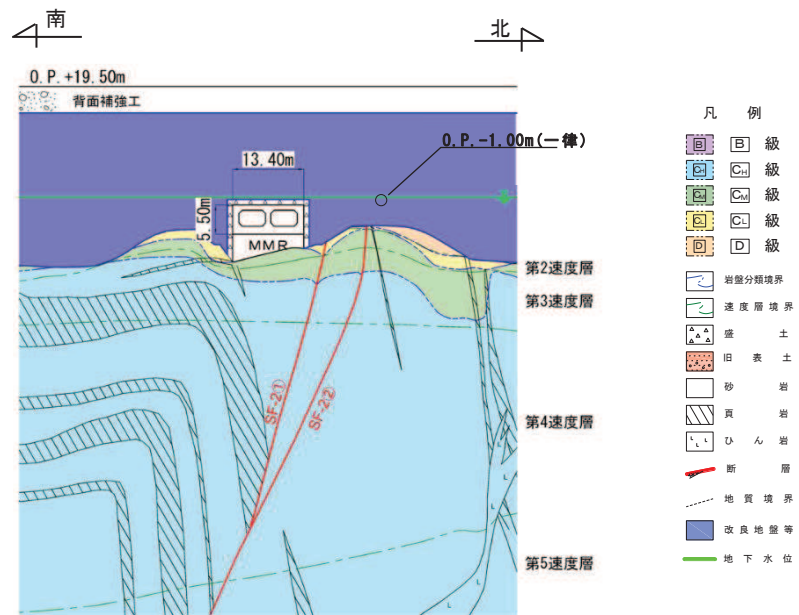 南
北
O.P.+19.50m
背面補強工
O.P.-1.00m(一律)
13.40m
5.50m
MMR
SF-2①
SF-2②
第2速度層
第3速度層
第4速度層
第5速度層
凡 例
B B 級
CH CH 級
CM CM 級
CL CL 級
D D 級
岩盤分類境界
速度層境界
盛土
旧表土
砂岩
頁岩
ひん岩
断層
地質境界
改良地盤等
地下水位